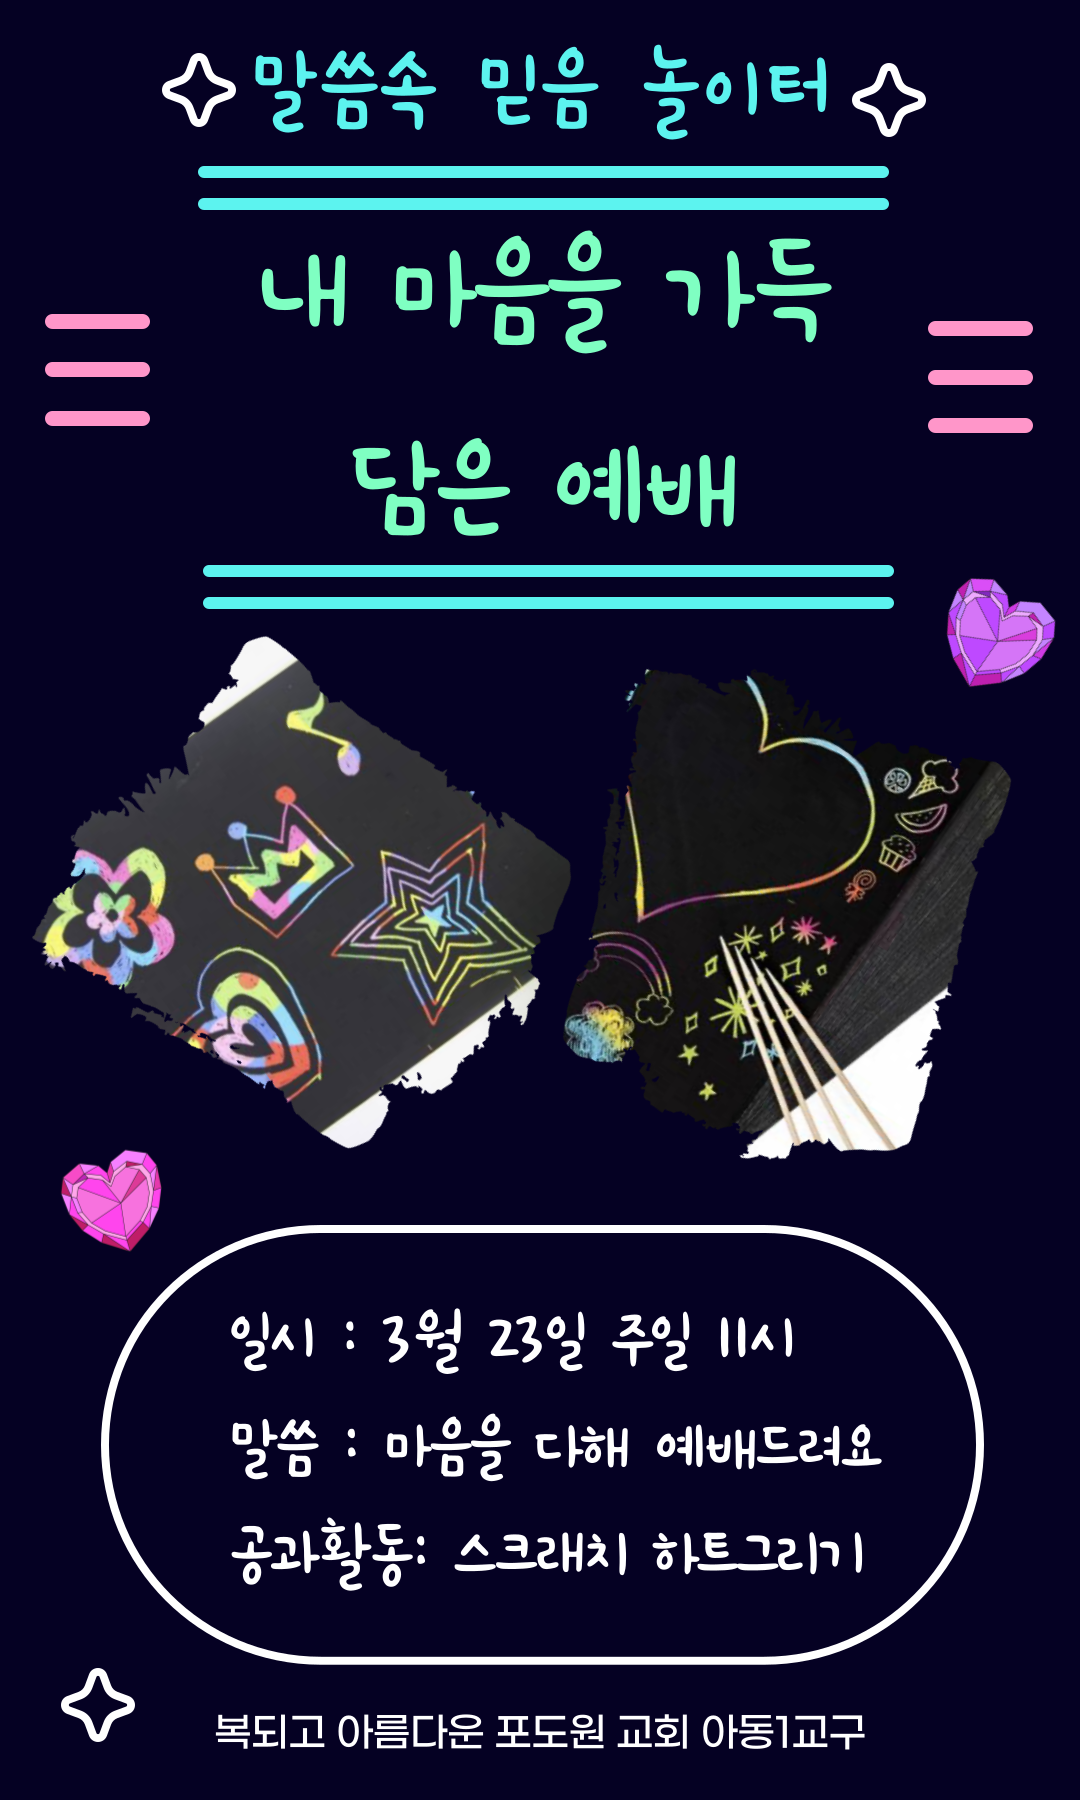 말씀속 믿음 놀이터
내 마음을 가득
담은 예배
일시 : 3월 23일 주일 11시
말씀 : 마음을 다해 예배드려요
공과활동: 스크래치 하트그리기
복되고 아름다운 포도원 교회 아동1교구